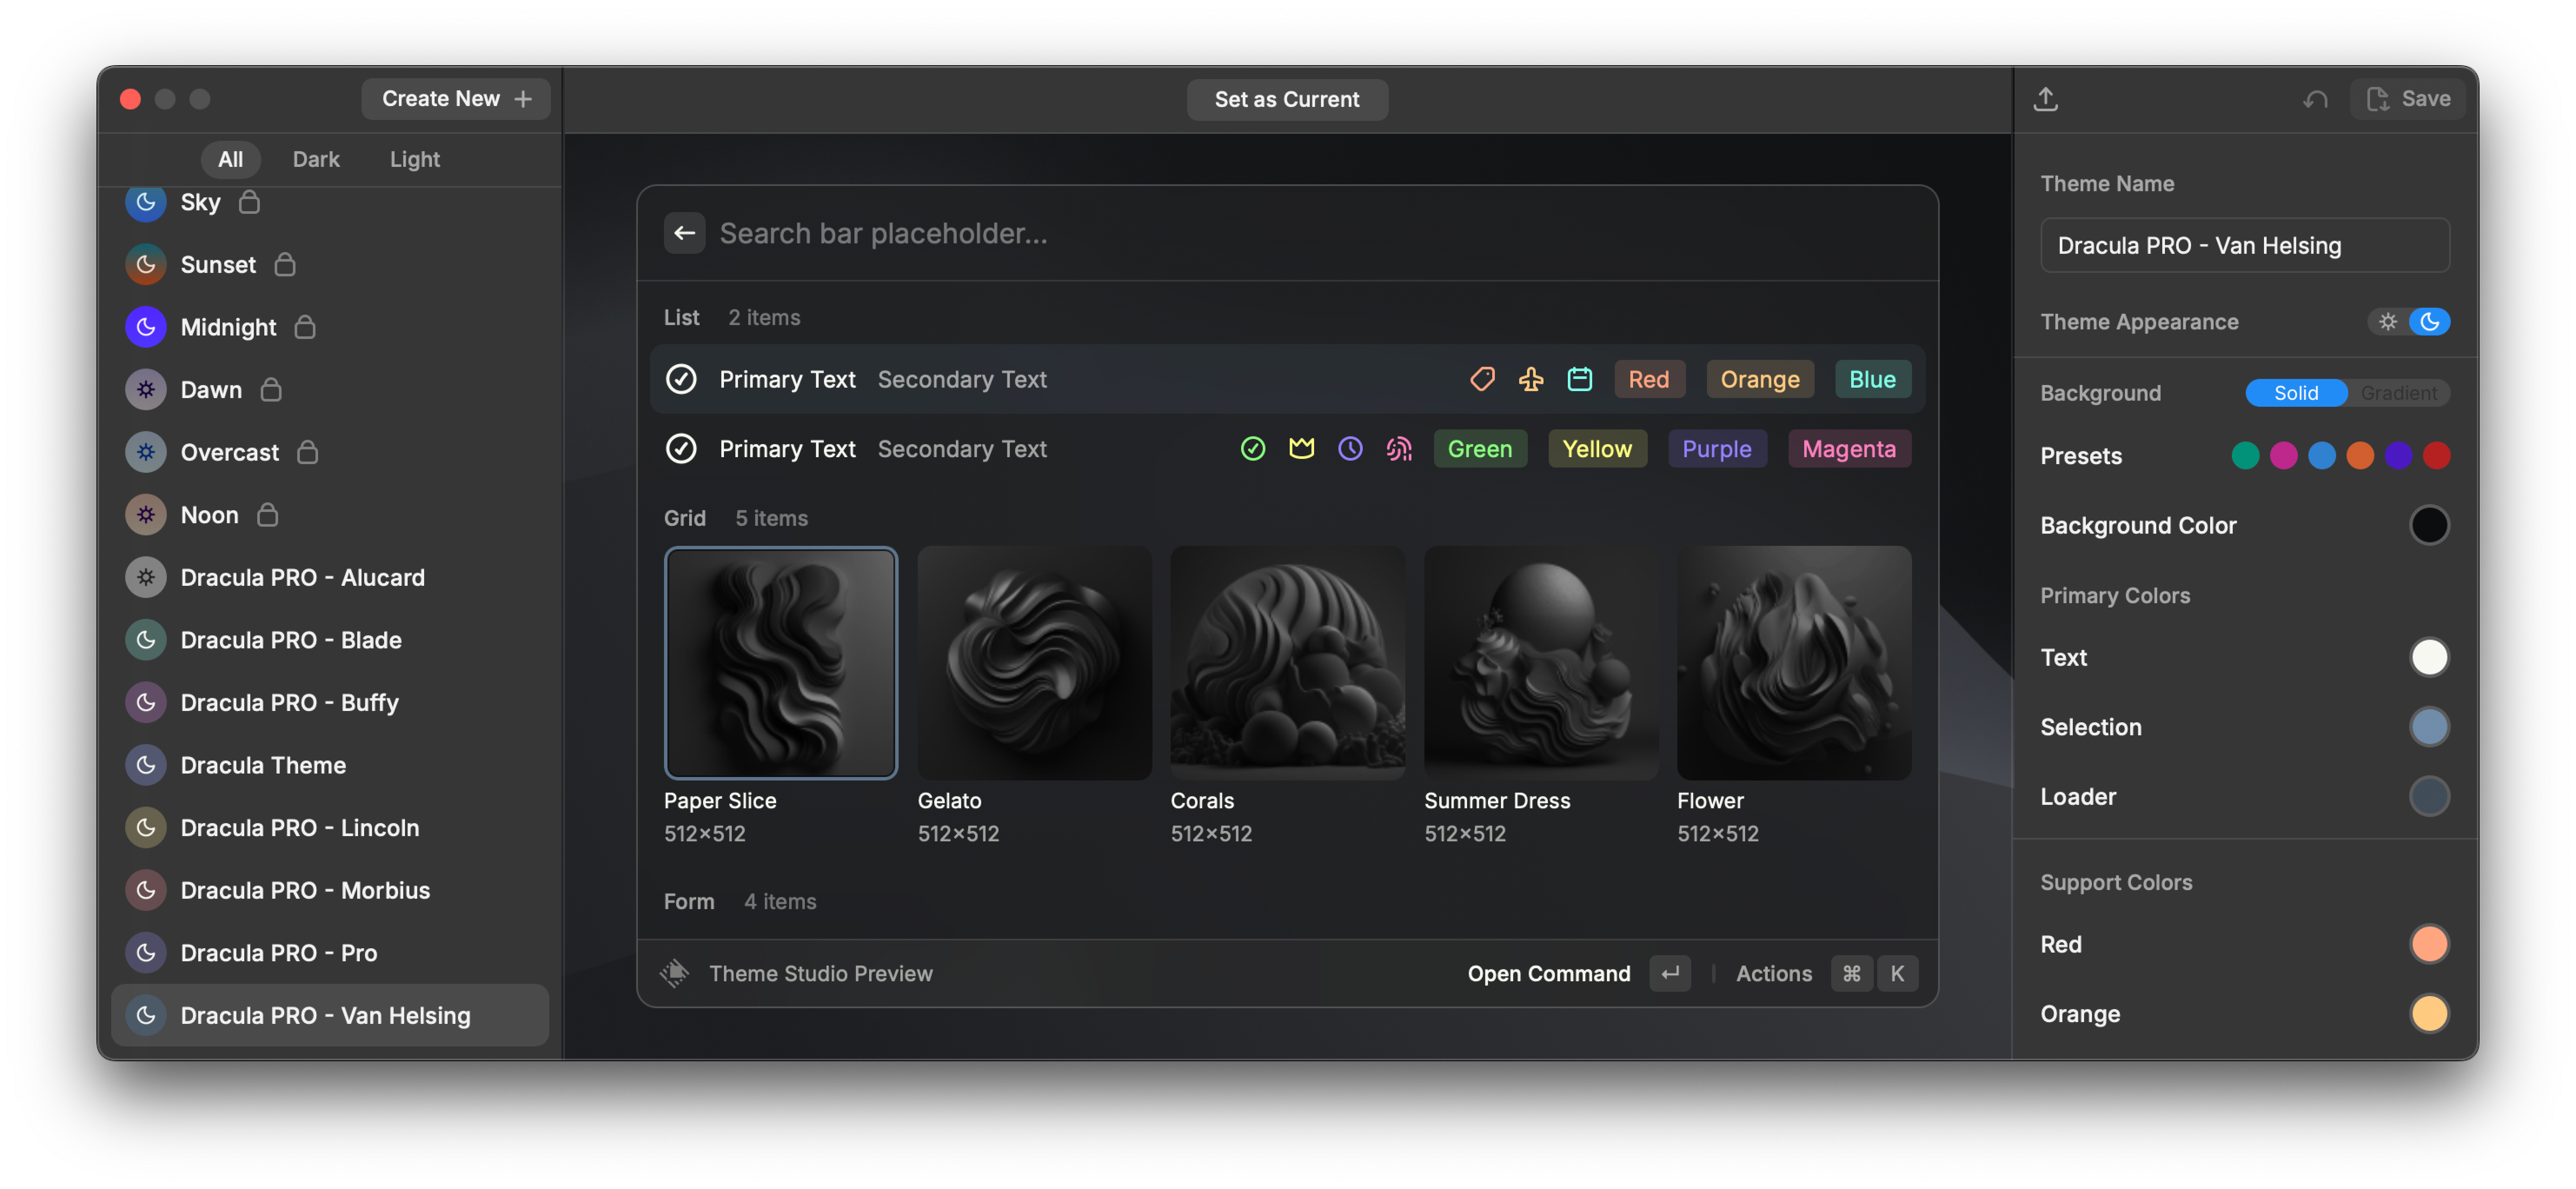 Create New
All Dark Light
Sky
Sunset
Midnight
Dawn
Overcast
Noon
Dracula PRO - Alucard
Dracula PRO - Blade
Dracula PRO - Buffy
Dracula Theme
Dracula PRO - Lincoln
Dracula PRO - Morbius
Dracula PRO - Pro
Dracula PRO - Van Helsing
Set as Current
Search bar placeholder...
List 2 items
Primary Text Secondary Text Red Orange Blue
Primary Text Secondary Text Green Yellow Purple Magenta
Grid 5 items
Paper Slice Gelato Corals Summer Dress Flower
512×512 512×512 512×512 512×512 512×512
Form 4 items
Theme Studio Preview Open Command ↵ Actions ⌘ K
Save
Theme Name
Dracula PRO - Van Helsing
Theme Appearance
Background Solid Gradient
Presets
Background Color
Primary Colors
Text
Selection
Loader
Support Colors
Red
Orange